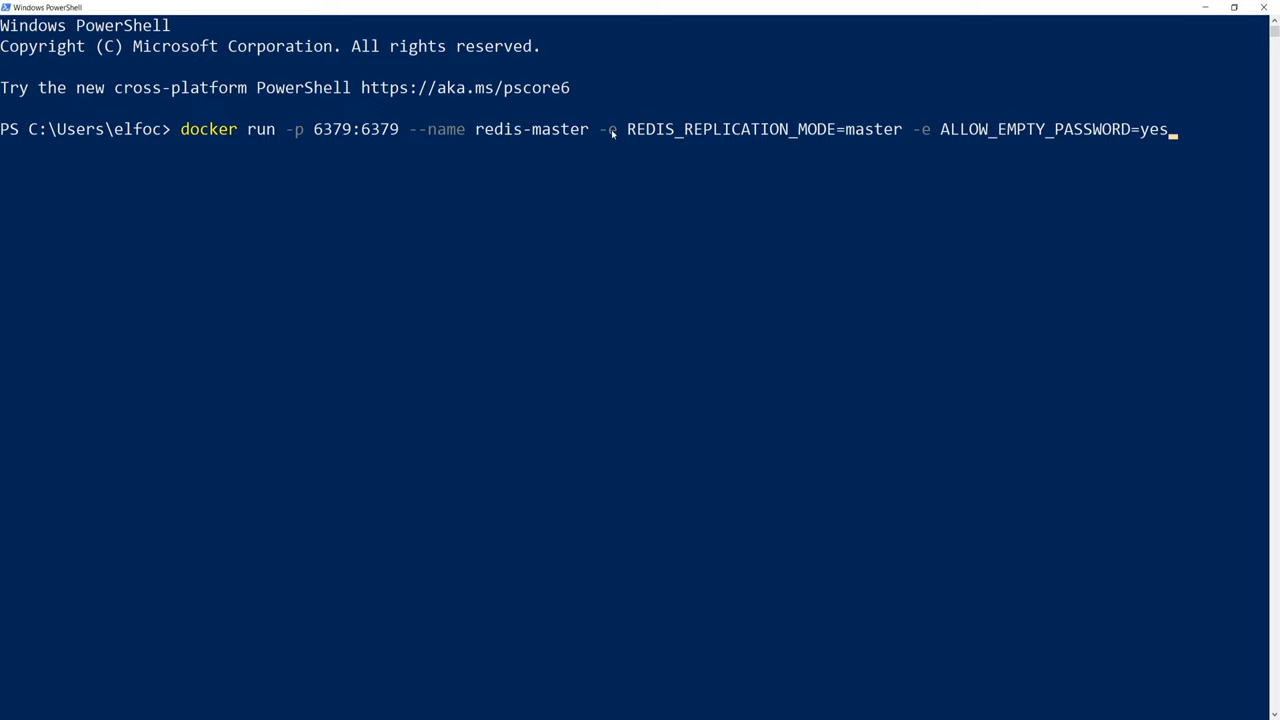 Windows PowerShell
Windows PowerShell
Copyright (C) Microsoft Corporation. All rights reserved.
Try the new cross-platform PowerShell https://aka.ms/pscore6
PS C:\Users\elfoc> docker run -p 6379:6379 --name redis-master -e REDIS_REPLICATION_MODE=master -e ALLOW_EMPTY_PASSWORD=yes